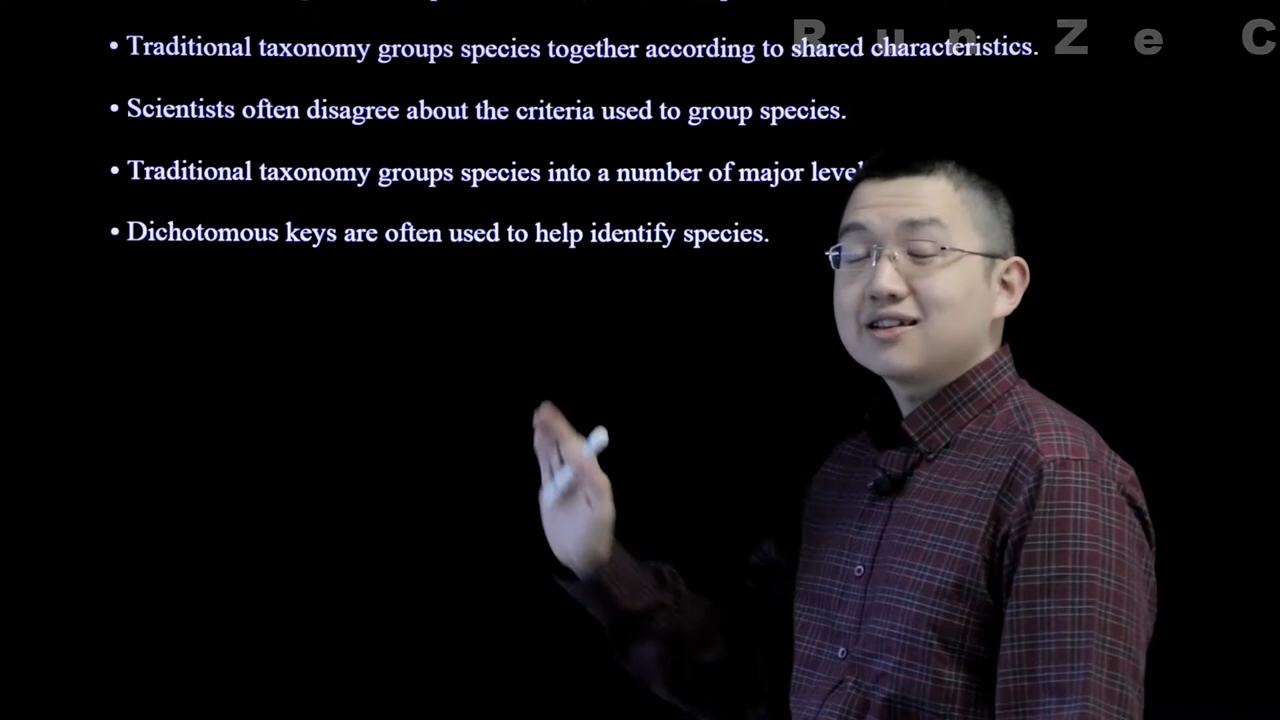 R u n Z e C
• Traditional taxonomy groups species together according to shared characteristics.
• Scientists often disagree about the criteria used to group species.
• Traditional taxonomy groups species into a number of major
• Dichotomous keys are often used to help identify species.